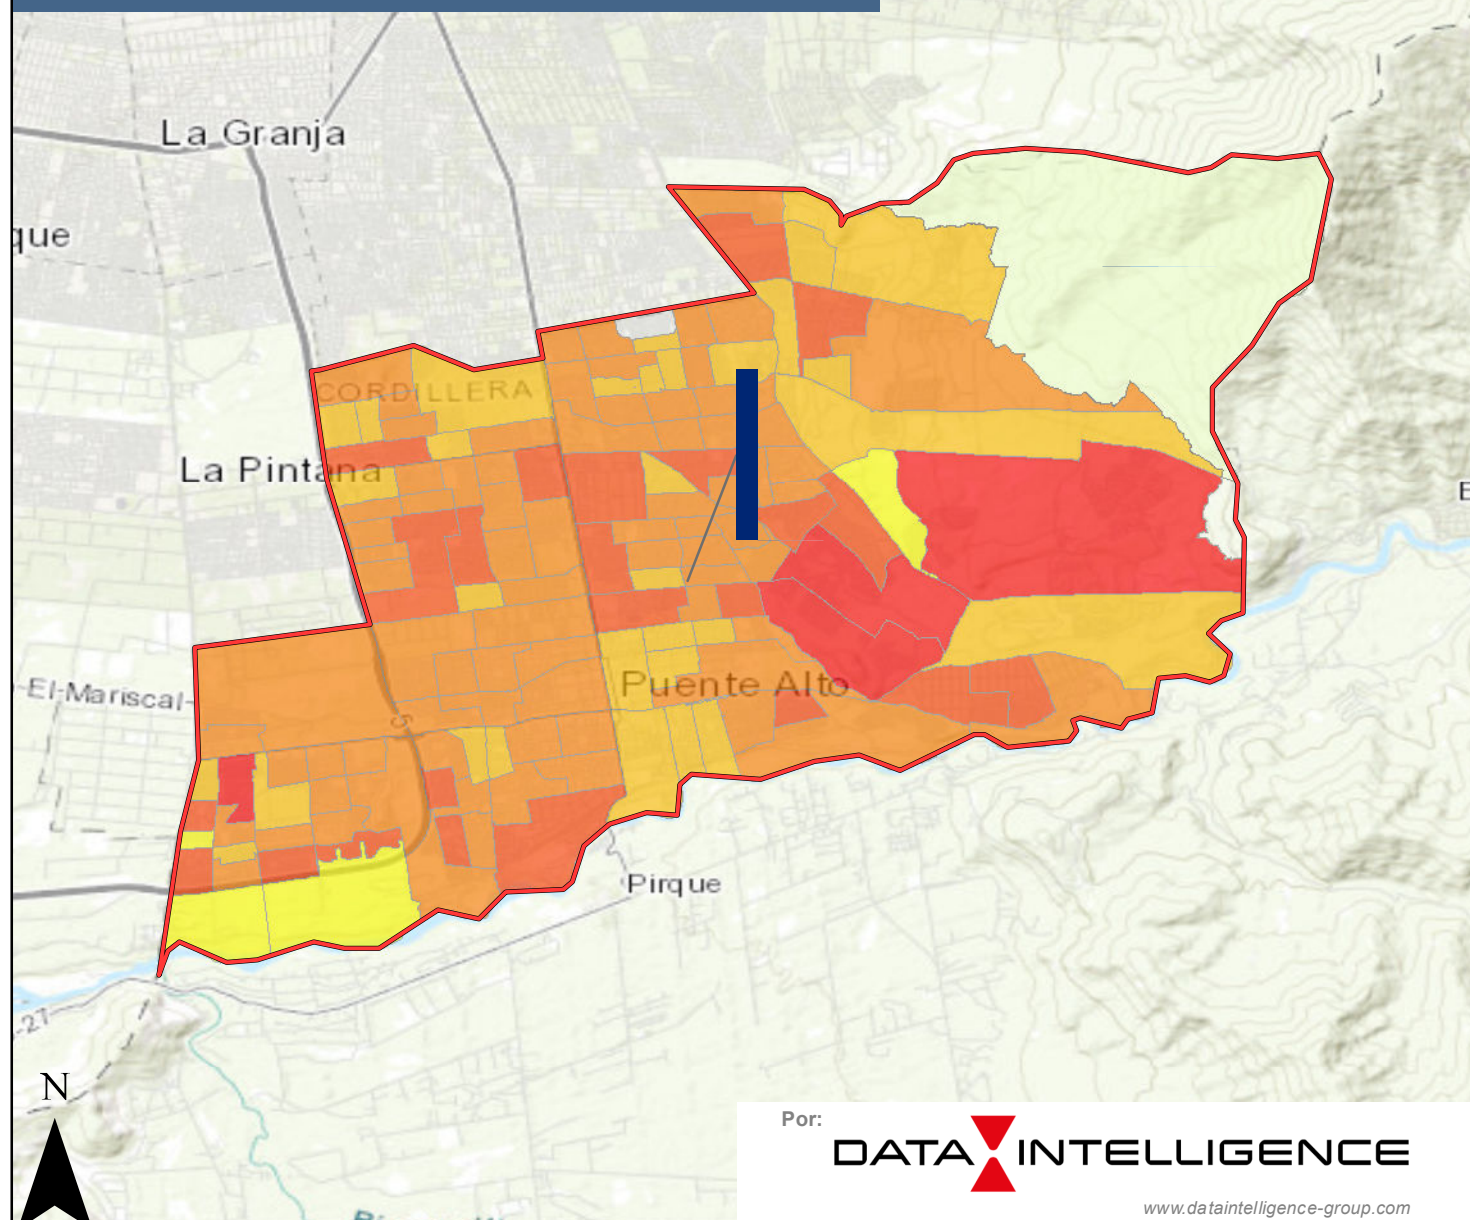 La Granja
que
CORDILLERA
La Pintana
Puente Alto
El-Mariscal
5
Pirque
-27
N
Por:
DATA INTELLIGENCE
www.dataintelligence-group.com